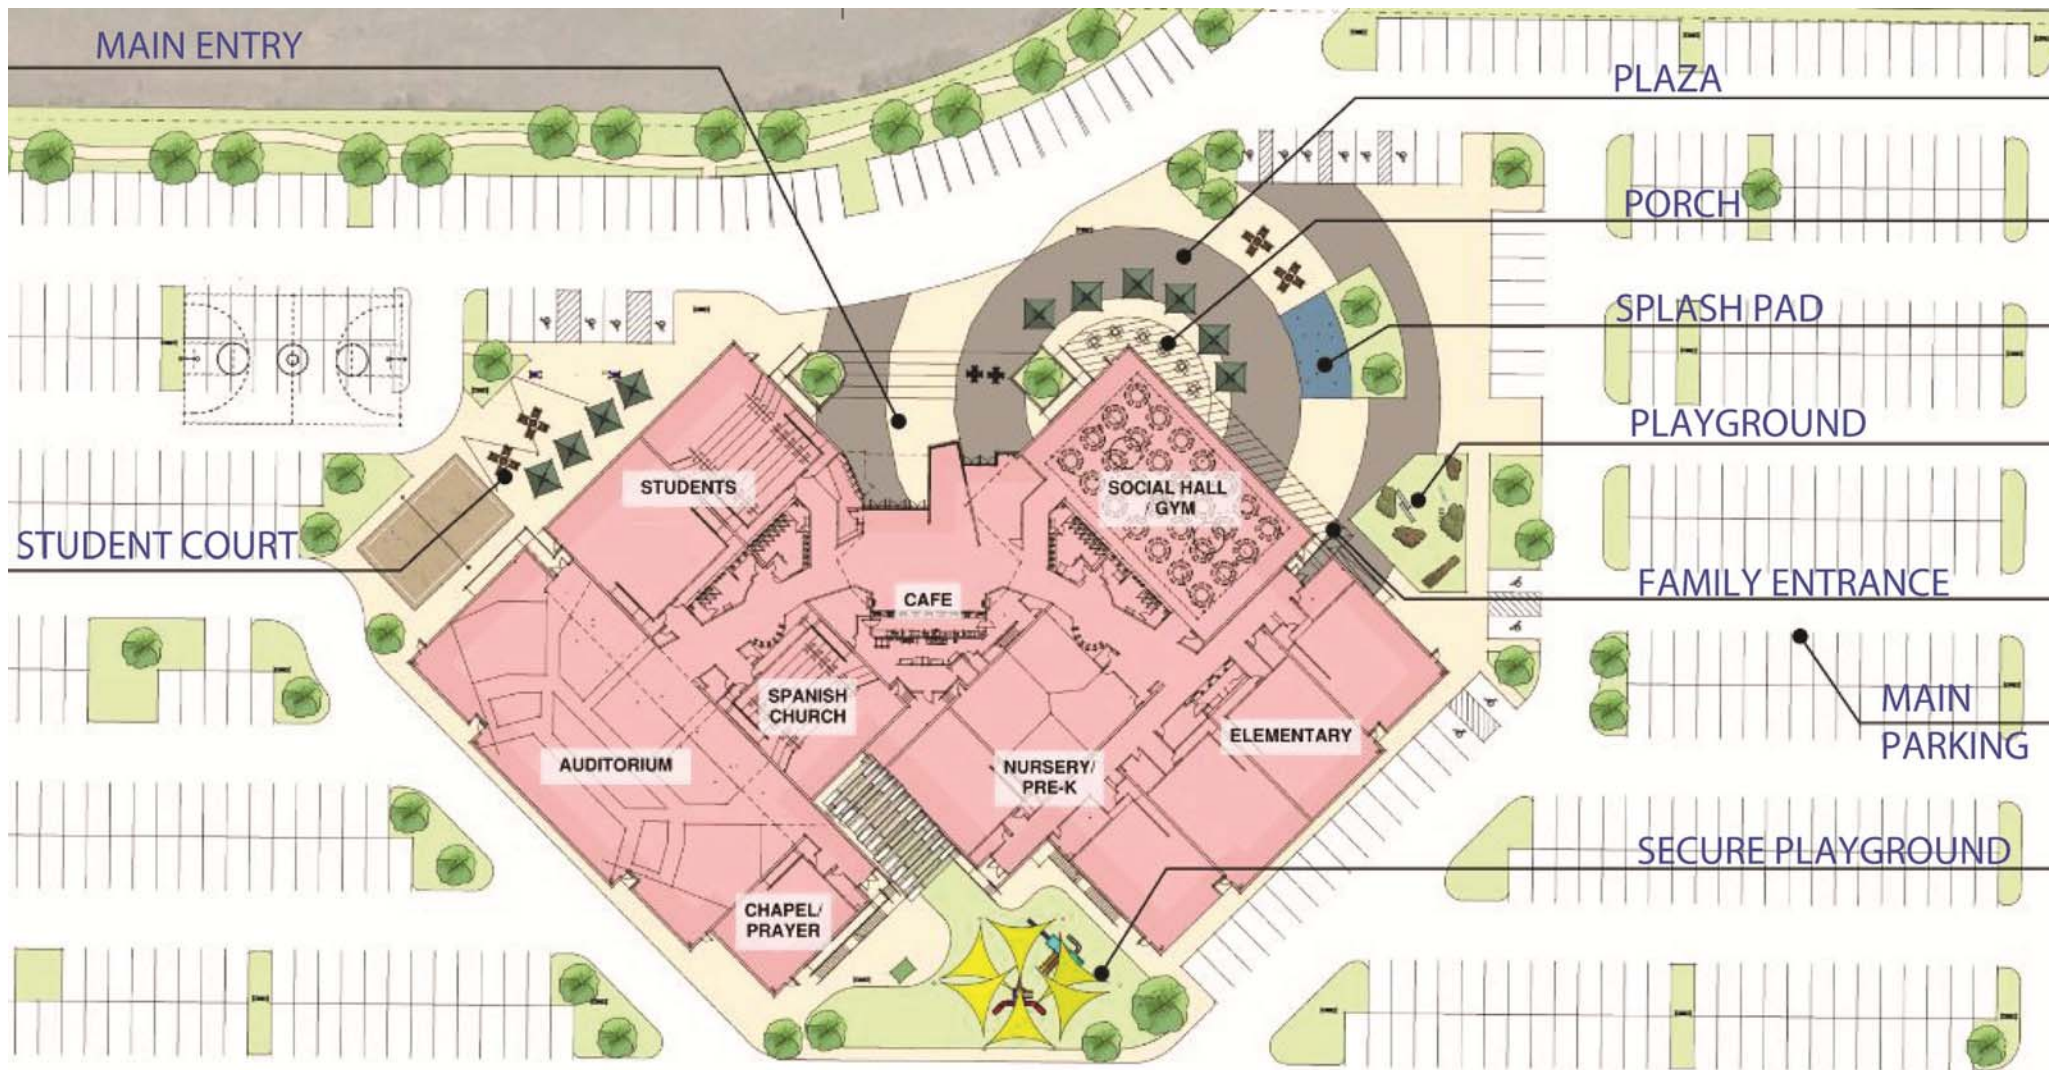 MAIN ENTRY
PLAZA
PORCH
SPLASH PAD
PLAYGROUND
STUDENTS
SOCIAL HALL
/ GYM
STUDENT COURT
FAMILY ENTRANCE
CAFE
SPANISH
CHURCH
MAIN
PARKING
ELEMENTARY
AUDITORIUM
NURSERY/
PRE-K
SECURE PLAYGROUND
CHAPEL/
PRAYER